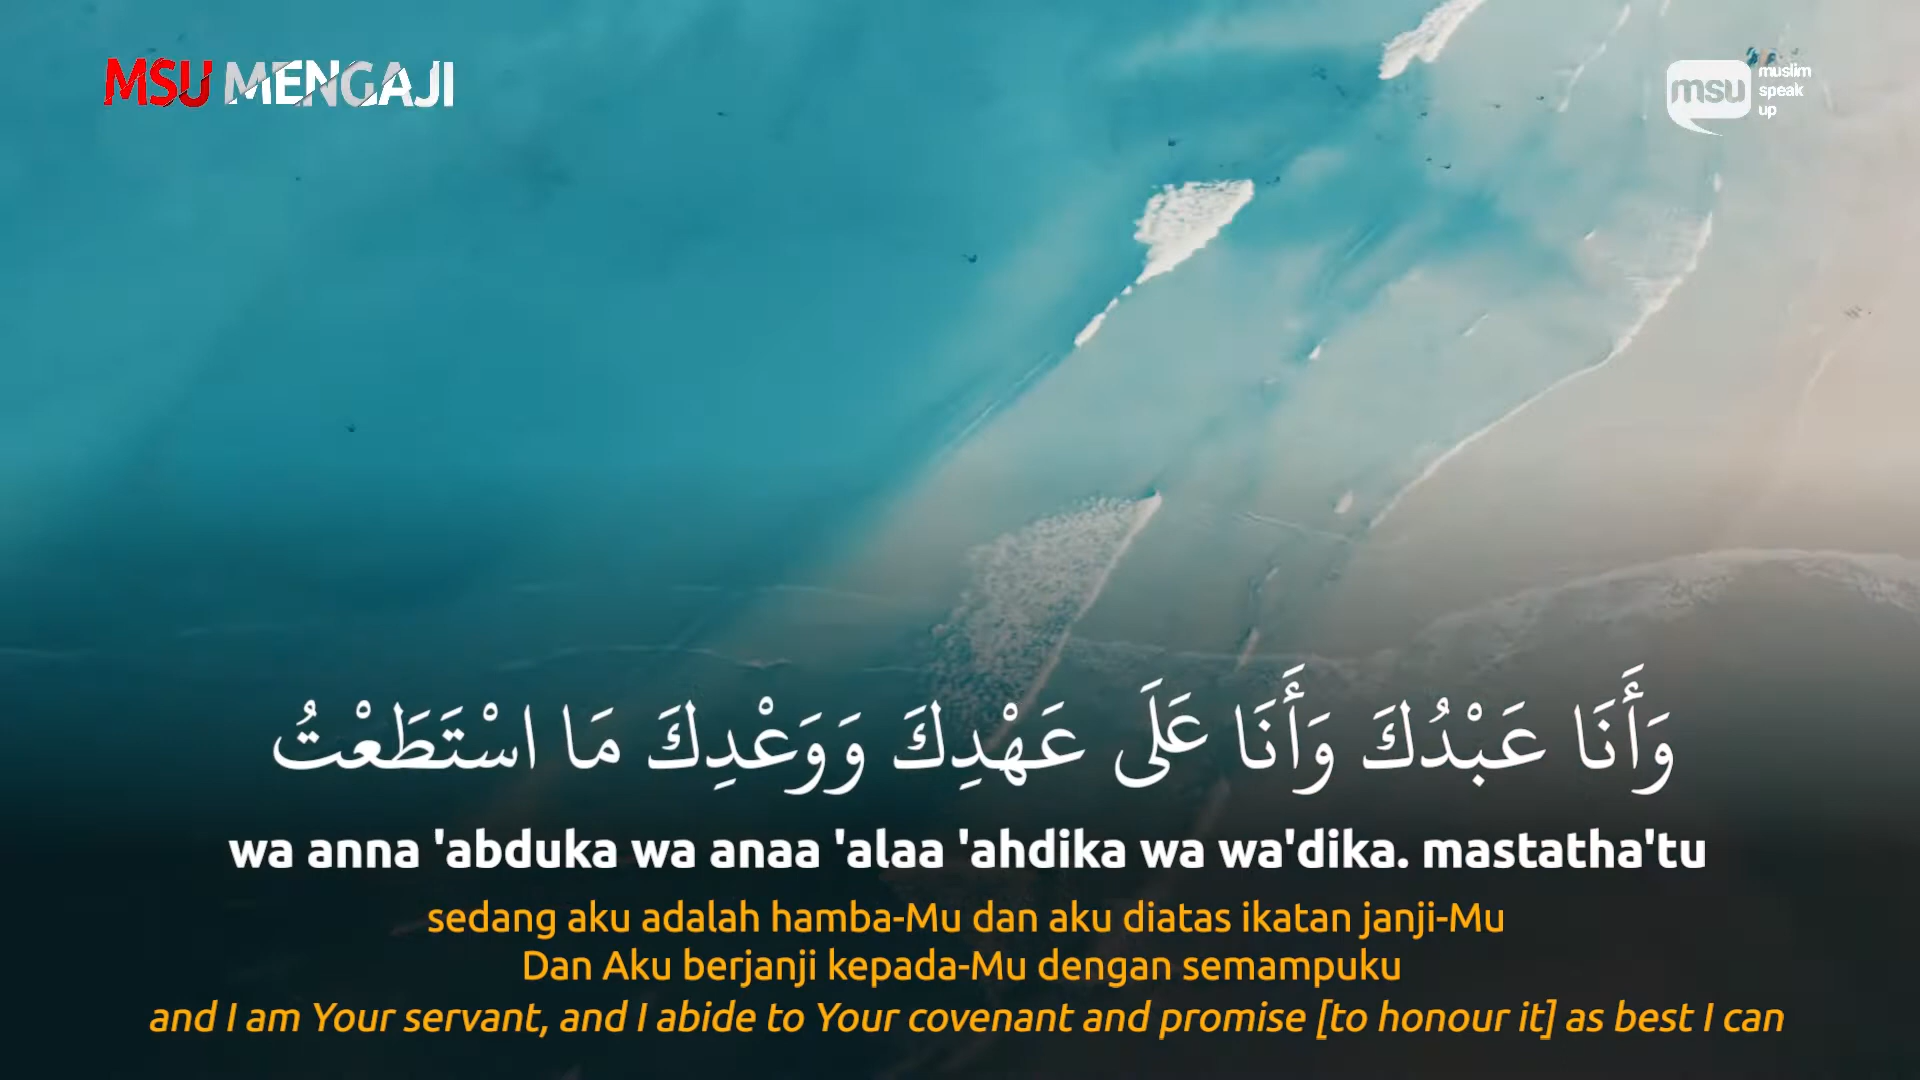 MSU MENGAJI
msu
muslim
speak
up
وَأَنَا عَبْدُكَ وَأَنَا عَلَى عَهْدِكَ وَوَعْدِكَ مَا اسْتَطَعْتُ
wa anna 'abduka wa anaa 'alaa 'ahdika wa wa'dika. mastatha'tu
sedang aku adalah hamba-Mu dan aku diatas ikatan janji-Mu
Dan Aku berjanji kepada-Mu dengan semampuku
and I am Your servant, and I abide to Your covenant and promise [to honour it] as best I can